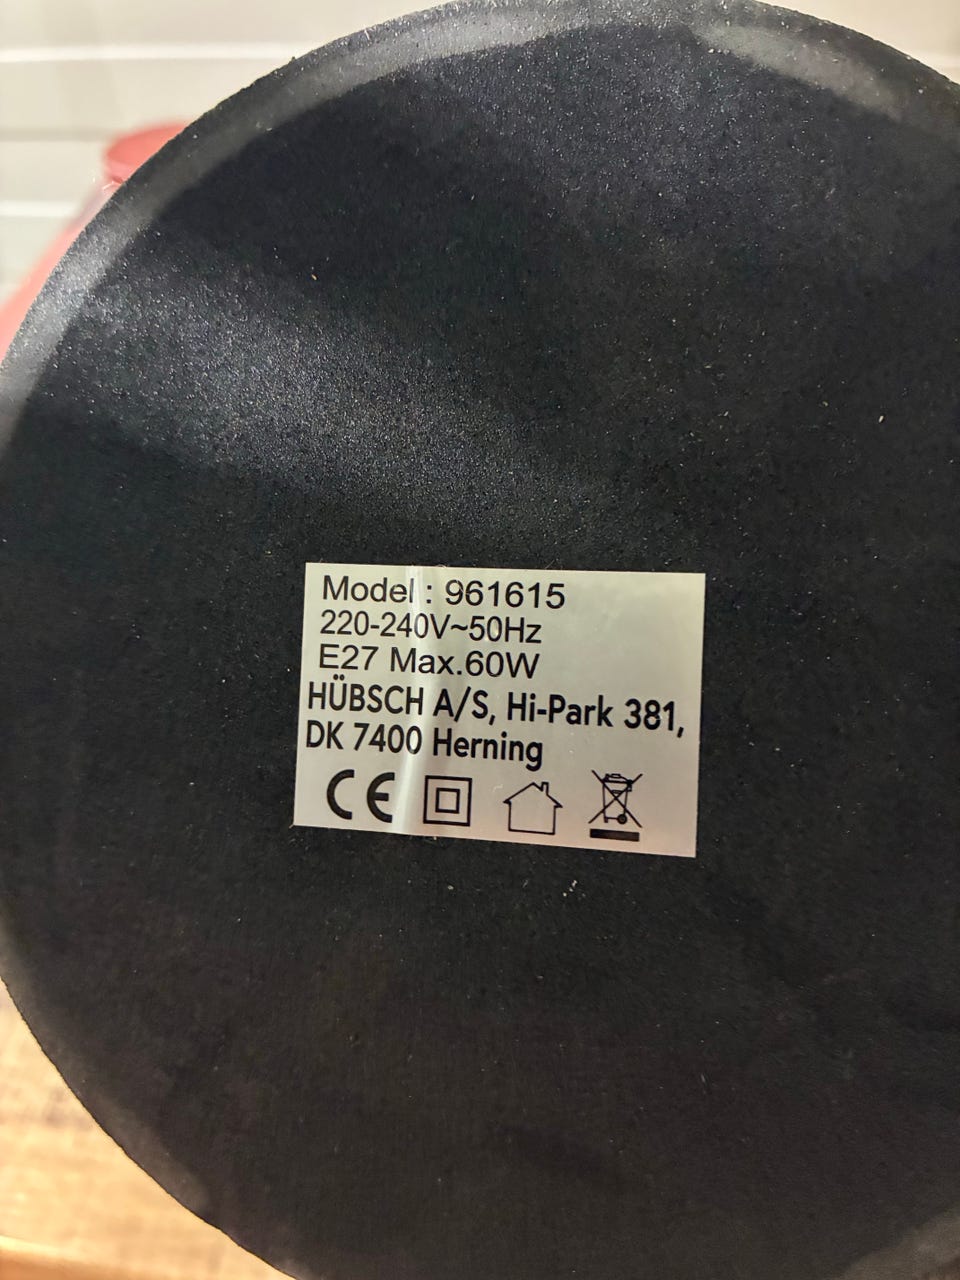 Model : 961615
220-240V~50Hz
E27 Max.60W
HÜBSCH A/S, Hi-Park 381,
DK 7400 Herning
CE